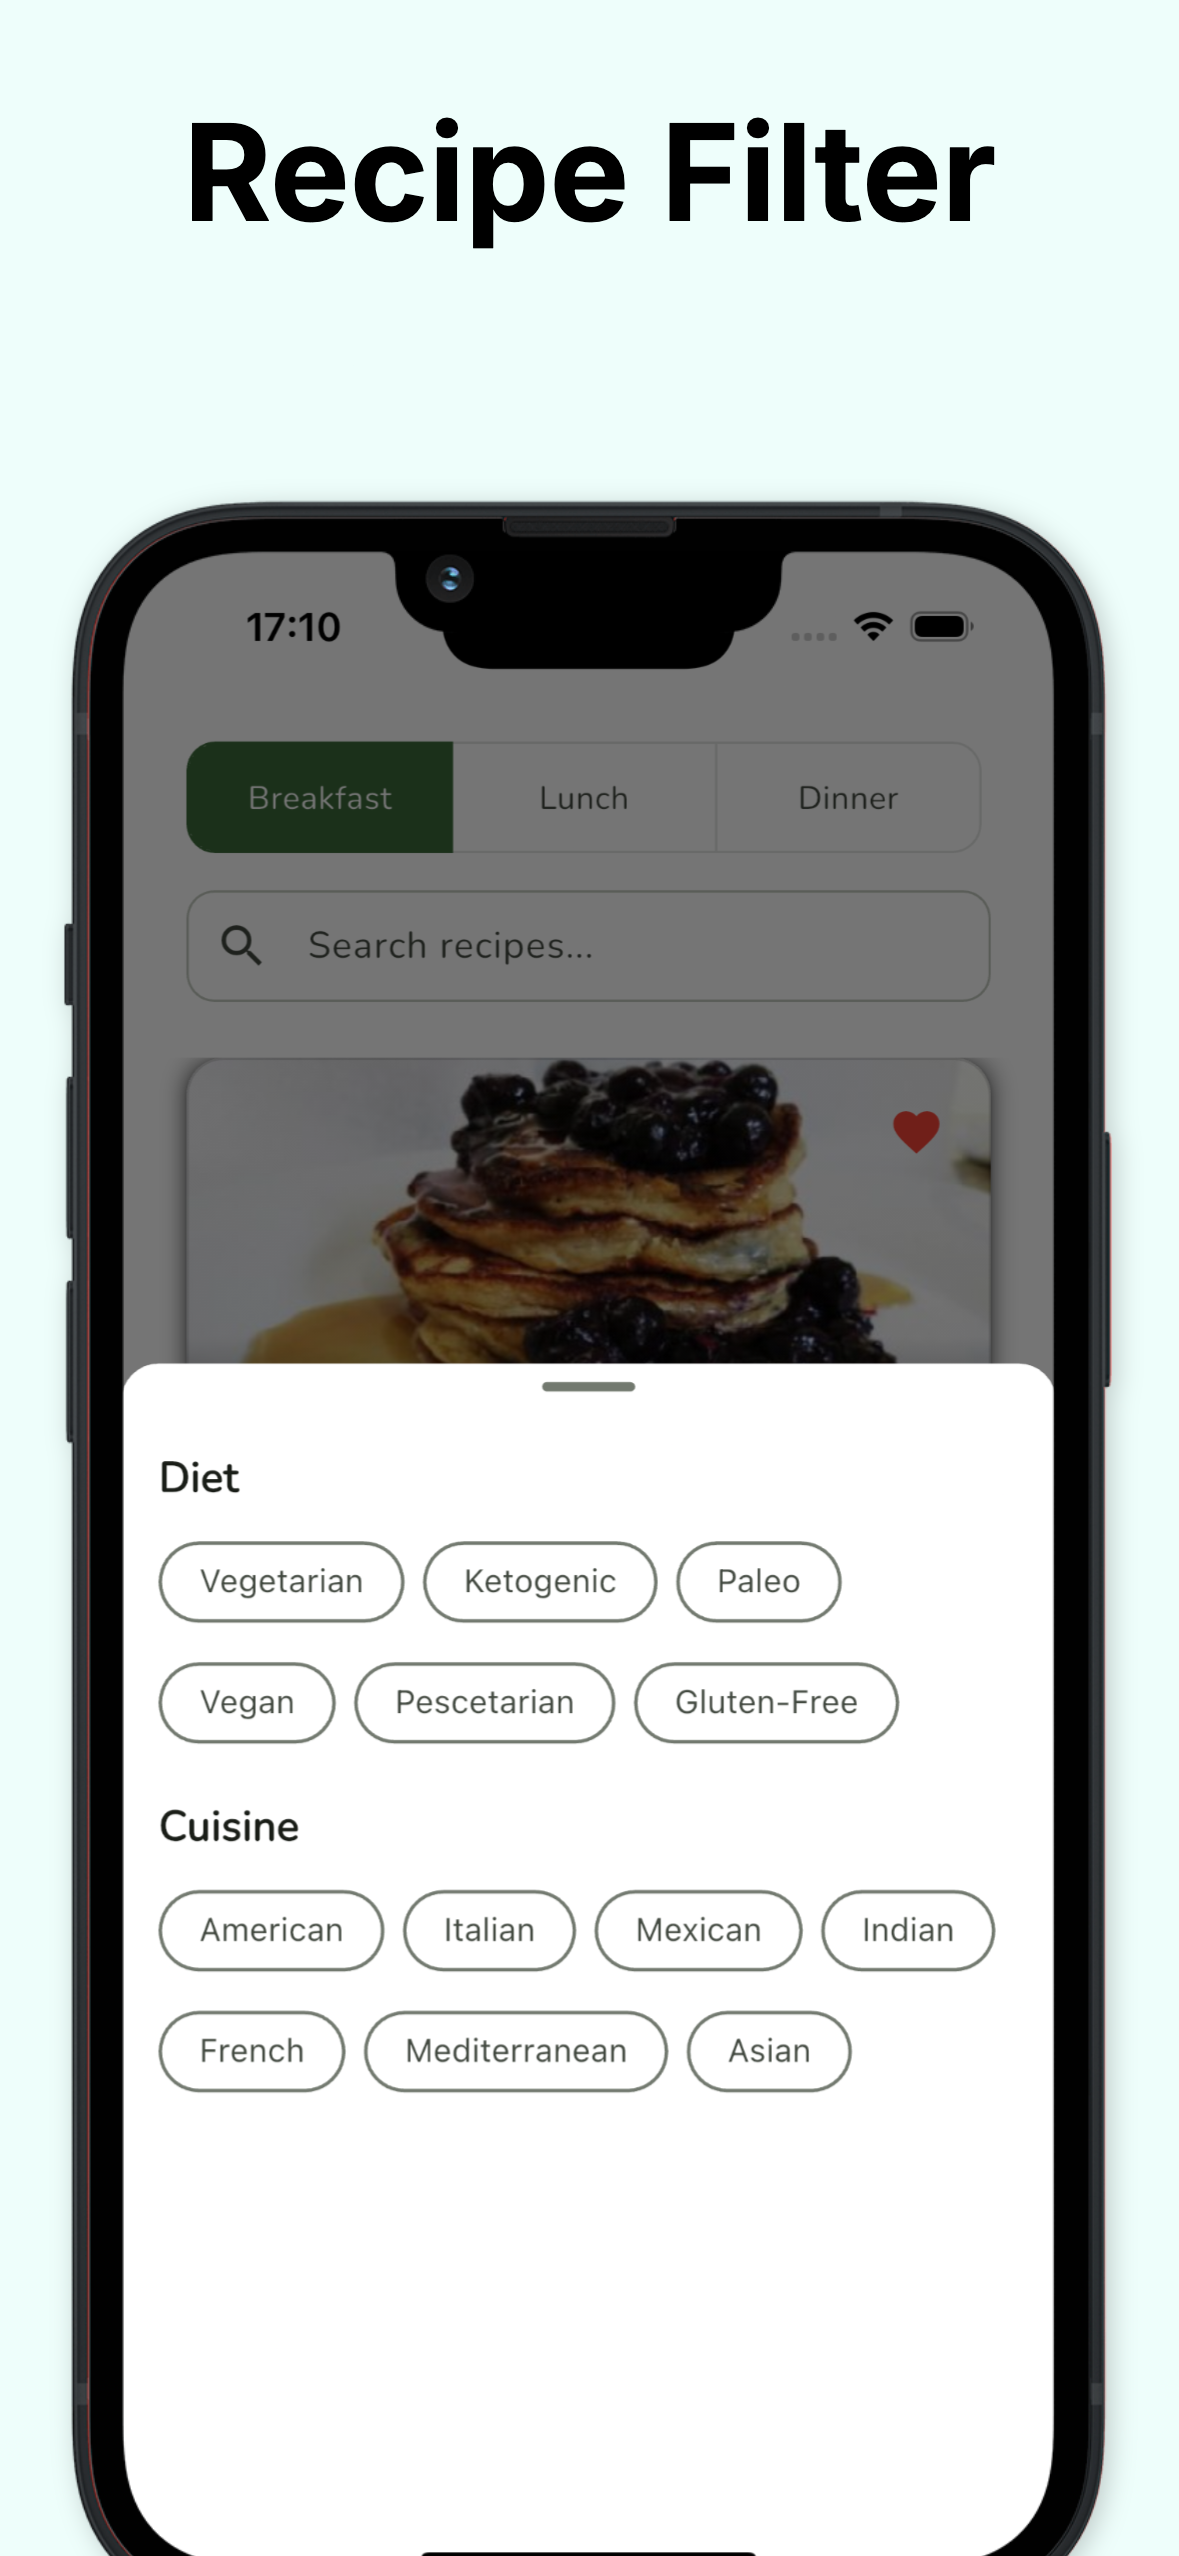 Recipe Filter
17:10
Breakfast Lunch Dinner
Search recipes...
Diet
Vegetarian Ketogenic Paleo
Vegan Pescetarian Gluten-Free
Cuisine
American Italian Mexican Indian
French Mediterranean Asian